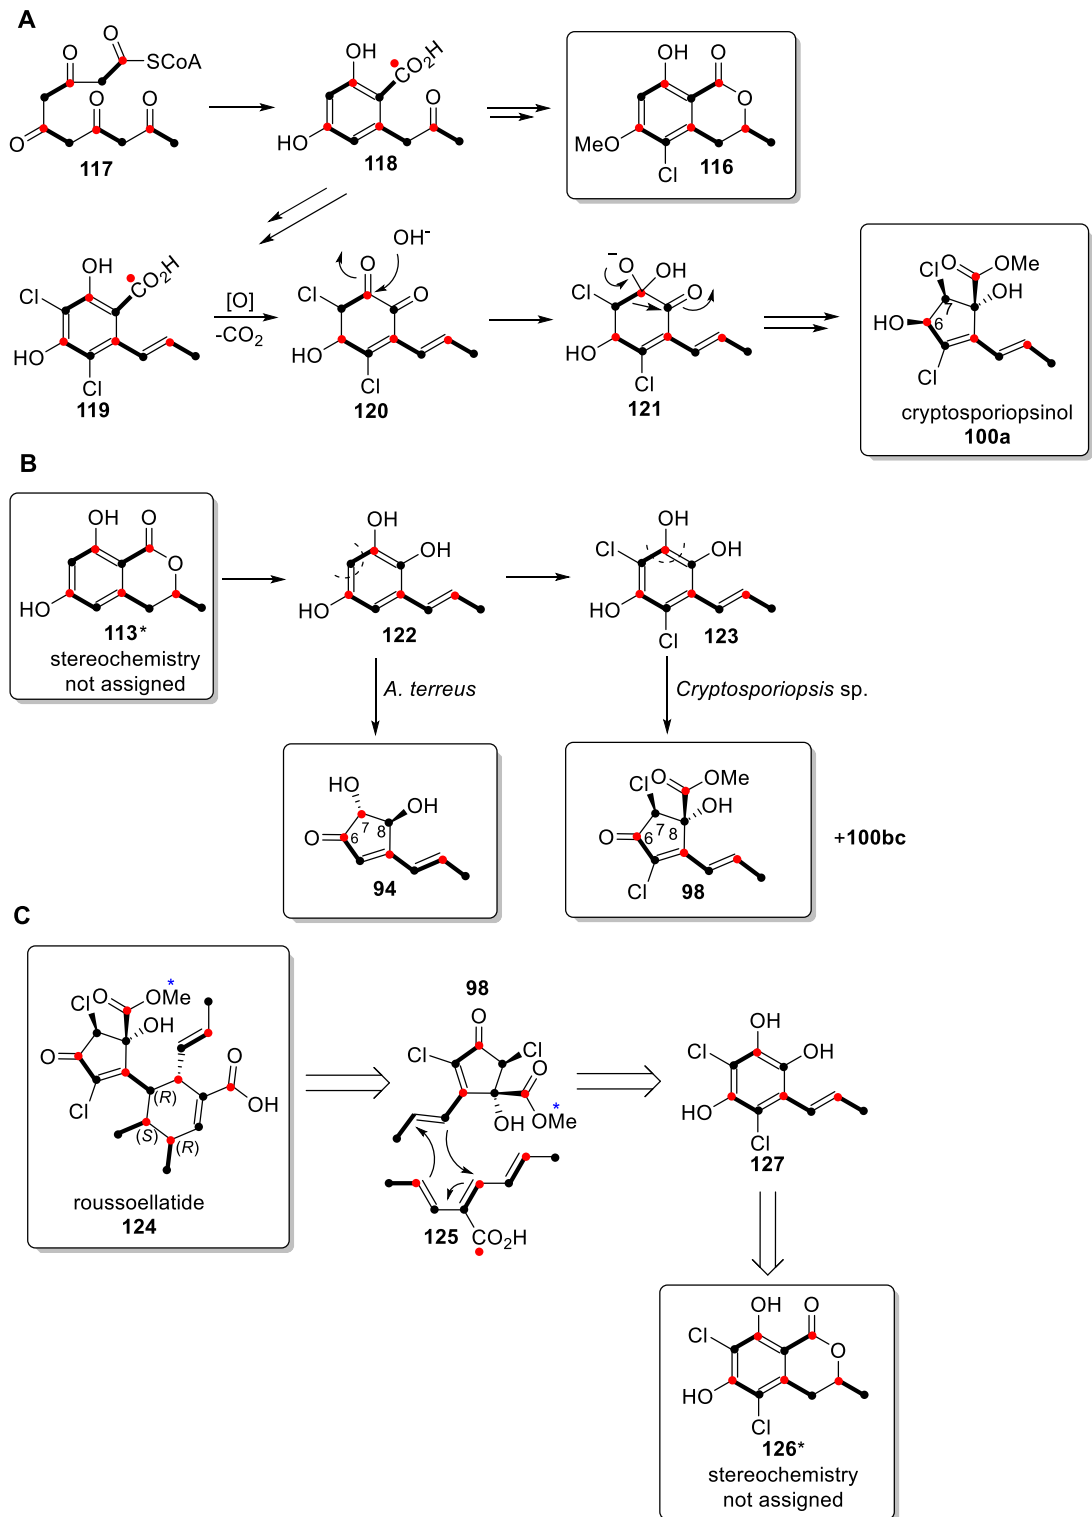 A
O
O
SCoA
O
O
O
117
OH
CO2H
O
HO
118
OH
O
O
MeO
Cl
116
OH
CO2H
Cl
HO
Cl
119
[O]
-CO2
OH-
O
O
Cl
HO
Cl
120
−O
OH
Cl
O
HO
Cl
121
Cl
O
OMe
OH
7
HO
6
Cl
cryptosporiopsinol
100a
B
OH
O
O
HO
113*
stereochemistry
not assigned
OH
OH
HO
122
OH
Cl
OH
HO
Cl
123
A. terreus
Cryptosporiopsis sp.
HO
OH
7
8
O
6
94
Cl
O
OMe
OH
7
8
O
6
Cl
98
+100bc
C
Cl
O
OMe
*
OH
O
Cl
O
OH
(R)
(S)
(R)
roussoellatide
124
98
O
Cl
Cl
O
OH
OMe
*
125
CO2H
OH
Cl
OH
HO
Cl
127
OH
O
Cl
O
HO
Cl
126*
stereochemistry
not assigned